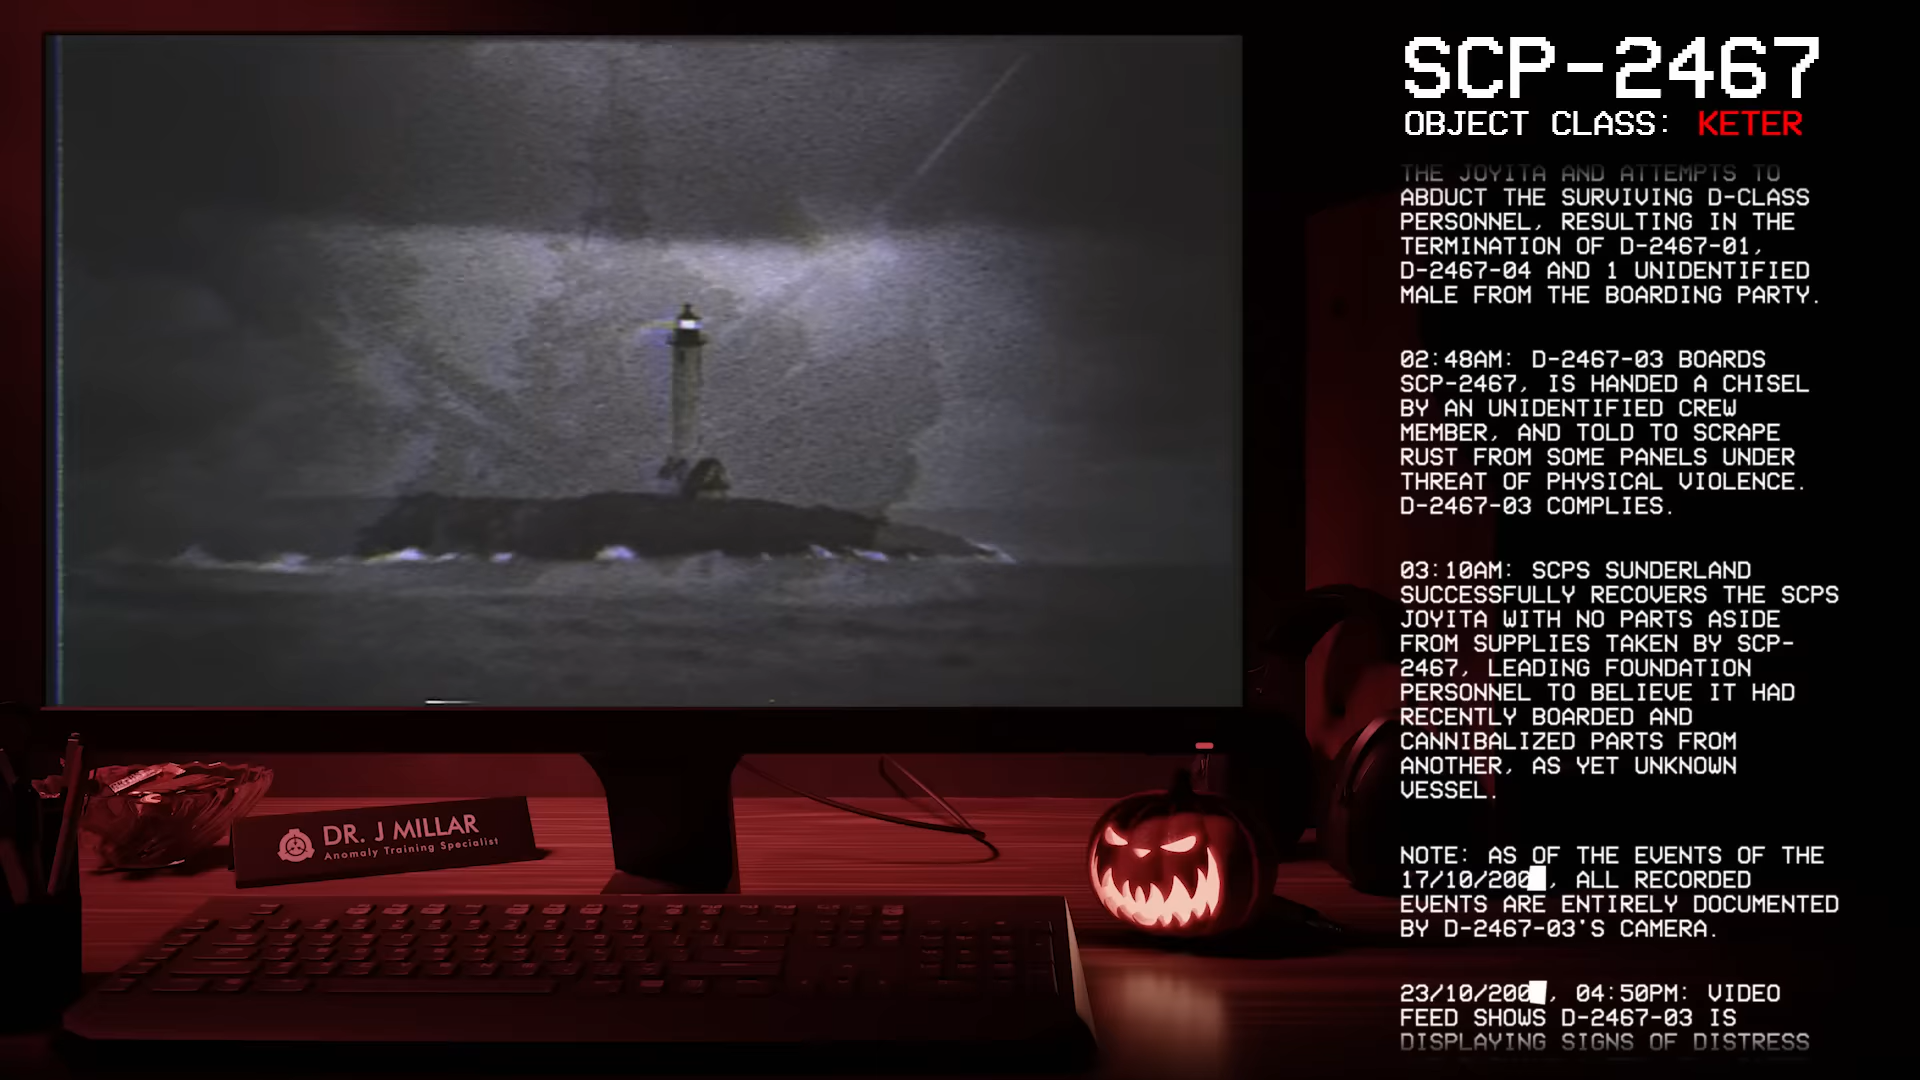 SCP-2467
OBJECT CLASS: KETER
THE JOYITA AND ATTEMPTS TO
ABDUCT THE SURVIVING D-CLASS
PERSONNEL, RESULTING IN THE
TERMINATION OF D-2467-01,
D-2467-04 AND 1 UNIDENTIFIED
MALE FROM THE BOARDING PARTY.
02:48AM: D-2467-03 BOARDS
SCP-2467, IS HANDED A CHISEL
BY AN UNIDENTIFIED CREW
MEMBER, AND TOLD TO SCRAPE
RUST FROM SOME PANELS UNDER
THREAT OF PHYSICAL VIOLENCE.
D-2467-03 COMPLIES.
03:10AM: SCPS SUNDERLAND
SUCCESSFULLY RECOVERS THE SCPS
JOYITA WITH NO PARTS ASIDE
FROM SUPPLIES TAKEN BY SCP-
2467, LEADING FOUNDATION
PERSONNEL TO BELIEVE IT HAD
RECENTLY BOARDED AND
CANNIBALIZED PARTS FROM
ANOTHER, AS YET UNKNOWN
VESSEL.
NOTE: AS OF THE EVENTS OF THE
17/10/200█, ALL RECORDED
EVENTS ARE ENTIRELY DOCUMENTED
BY D-2467-03'S CAMERA.
23/10/200█, 04:50PM: VIDEO
FEED SHOWS D-2467-03 IS
DISPLAYING SIGNS OF DISTRESS
DR. J MILLAR
Anomaly Training Specialist